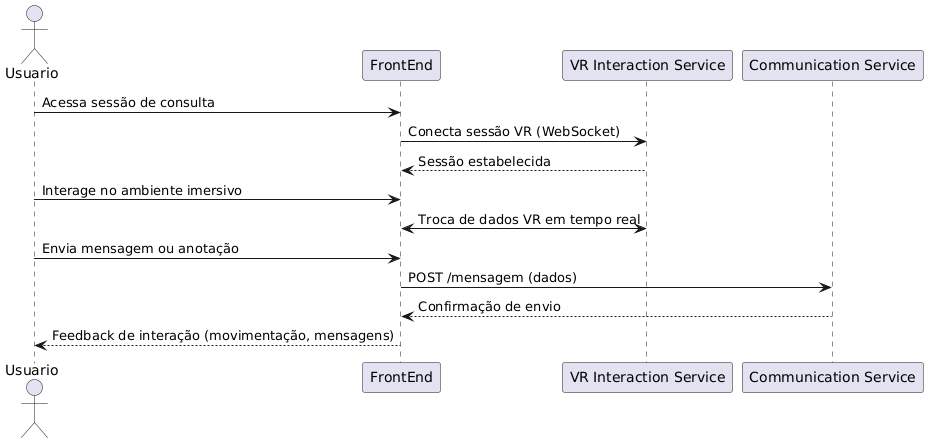 Usuario
FrontEnd
VR Interaction Service
Communication Service
Acessa sessão de consulta
Conecta sessão VR (WebSocket)
Sessão estabelecida
Interage no ambiente imersivo
Troca de dados VR em tempo real
Envia mensagem ou anotação
POST /mensagem (dados)
Confirmação de envio
Feedback de interação (movimentação, mensagens)
Usuario
FrontEnd
VR Interaction Service
Communication Service